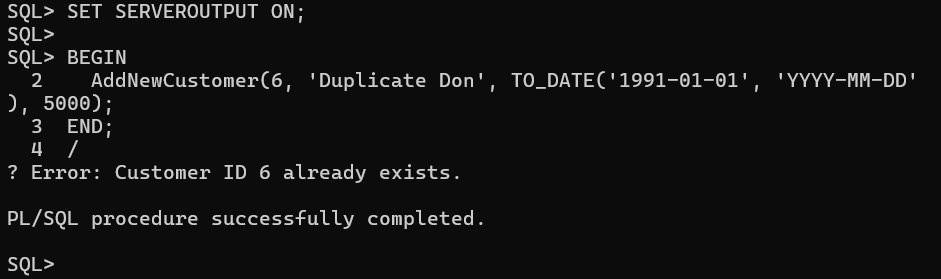 SQL> SET SERVEROUTPUT ON;
SQL>
SQL> BEGIN
  2    AddNewCustomer(6, 'Duplicate Don', TO_DATE('1991-01-01', 'YYYY-MM-DD'
), 5000);
  3  END;
  4  /
? Error: Customer ID 6 already exists.
PL/SQL procedure successfully completed.
SQL>